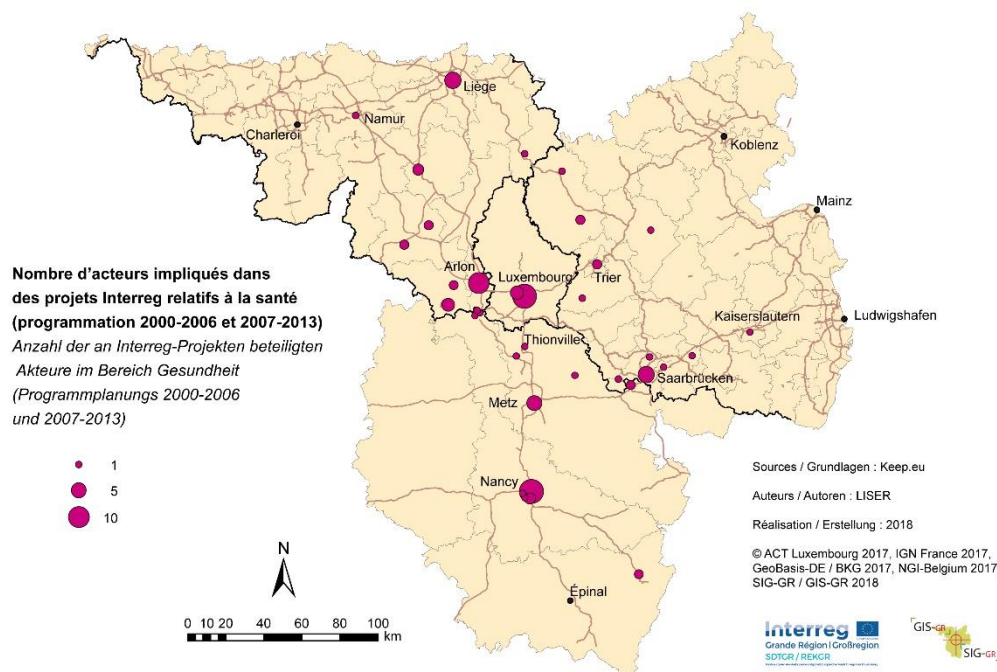 Liège
Namur
Charleroi
Koblenz
Mainz
Arlon
Luxembourg
Trier
Kaiserslautern
Ludwigshafen
Thionville
Saarbrücken
Metz
Nancy
Épinal
Nombre d'acteurs impliqués dans
des projets Interreg relatifs à la santé
(programmation 2000-2006 et 2007-2013)
Anzahl der an Interreg-Projekten beteiligten
Akteure im Bereich Gesundheit
(Programmplanungs 2000-2006
und 2007-2013)
1
5
10
N
0 10 20 40 60 80 100
km
Sources / Grundlagen : Keep.eu
Auteurs / Autoren : LISER
Réalisation / Erstellung : 2018
© ACT Luxembourg 2017, IGN France 2017,
GeoBasis-DE / BKG 2017, NGI-Belgium 2017
SIG-GR / GIS-GR 2018
Interreg
Grande Région | Großregion
SDTGR / REKGR
GIS-GR
SIG-GR